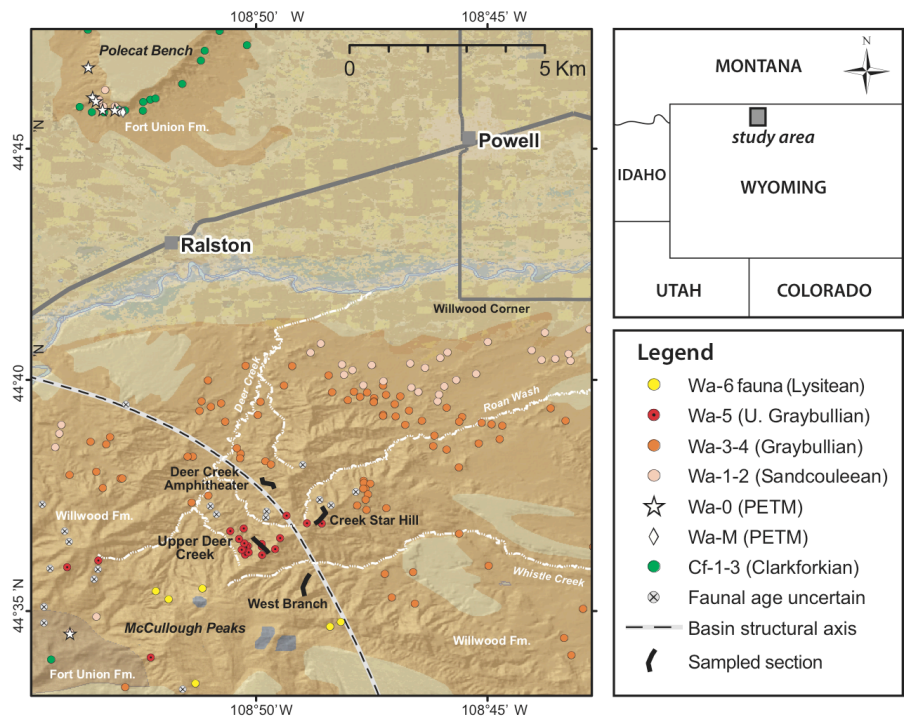 108°50' W
108°45' W
Polecat Bench
0
5 Km
Fort Union Fm.
N
44°45'
Powell
Ralston
Willwood Corner
N
44°40'
Deer Creek
Roan Wash
Deer Creek
Amphitheater
Willwood Fm.
Creek Star Hill
Upper Deer
Creek
Whistle Creek
N
44°35'
West Branch
McCullough Peaks
Willwood Fm.
Fort Union Fm.
108°50' W
108°45' W
MONTANA
N
study area
IDAHO
WYOMING
UTAH
COLORADO
Legend
Wa-6 fauna (Lysitean)
Wa-5 (U. Graybullian)
Wa-3-4 (Graybullian)
Wa-1-2 (Sandcouleean)
Wa-0 (PETM)
Wa-M (PETM)
Cf-1-3 (Clarkforkian)
Faunal age uncertain
Basin structural axis
Sampled section